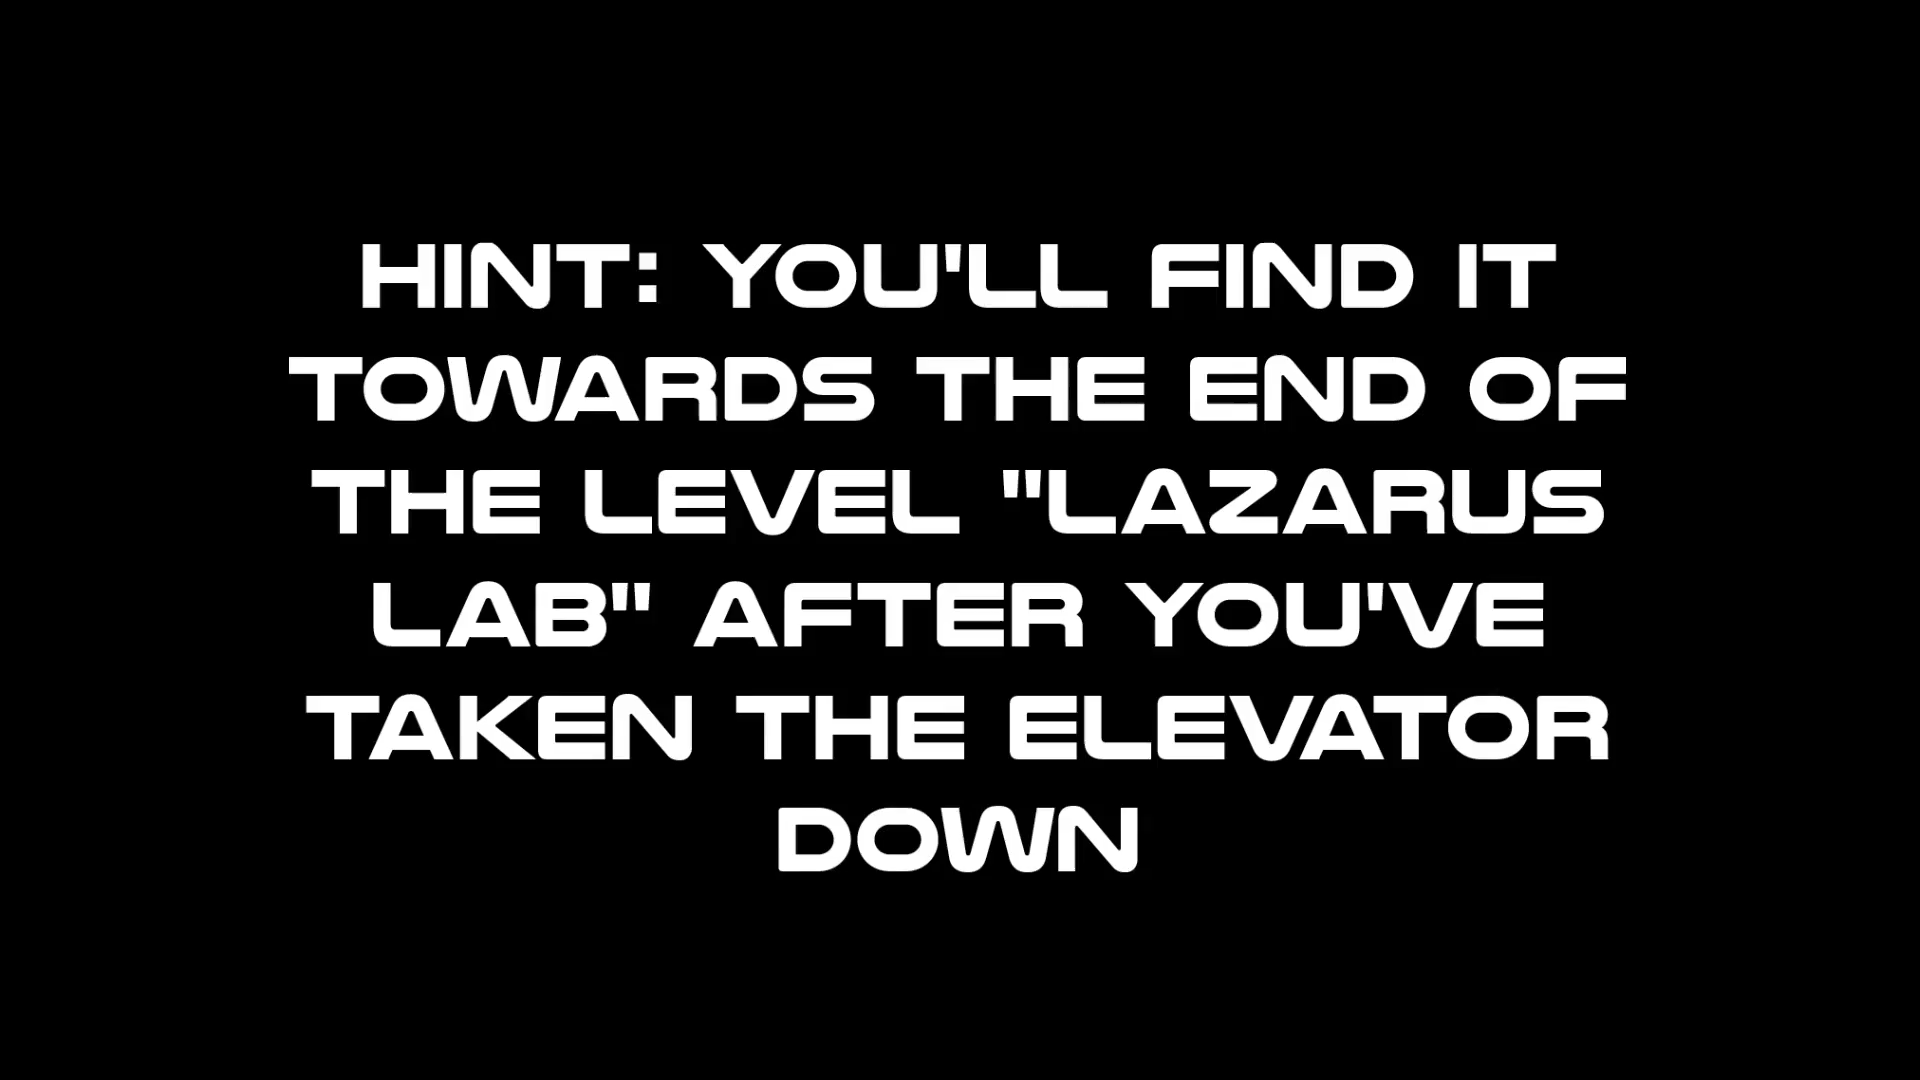 HINT: YOU'LL FIND IT
TOWARDS THE END OF
THE LEVEL "LAZARUS
LAB" AFTER YOU'VE
TAKEN THE ELEVATOR
DOWN